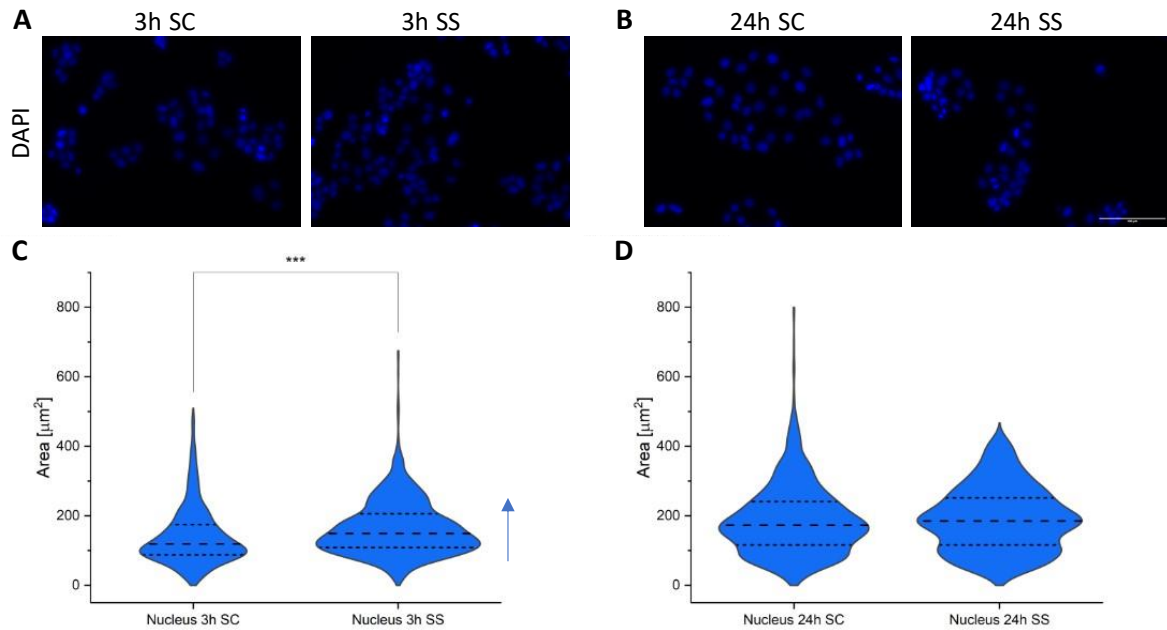 A
3h SC
3h SS
B
24h SC
24h SS
DAPI
C
***
Area [µm²]
800
600
400
200
0
Nucleus 3h SC
Nucleus 3h SS
D
Area [µm²]
800
600
400
200
0
Nucleus 24h SC
Nucleus 24h SS